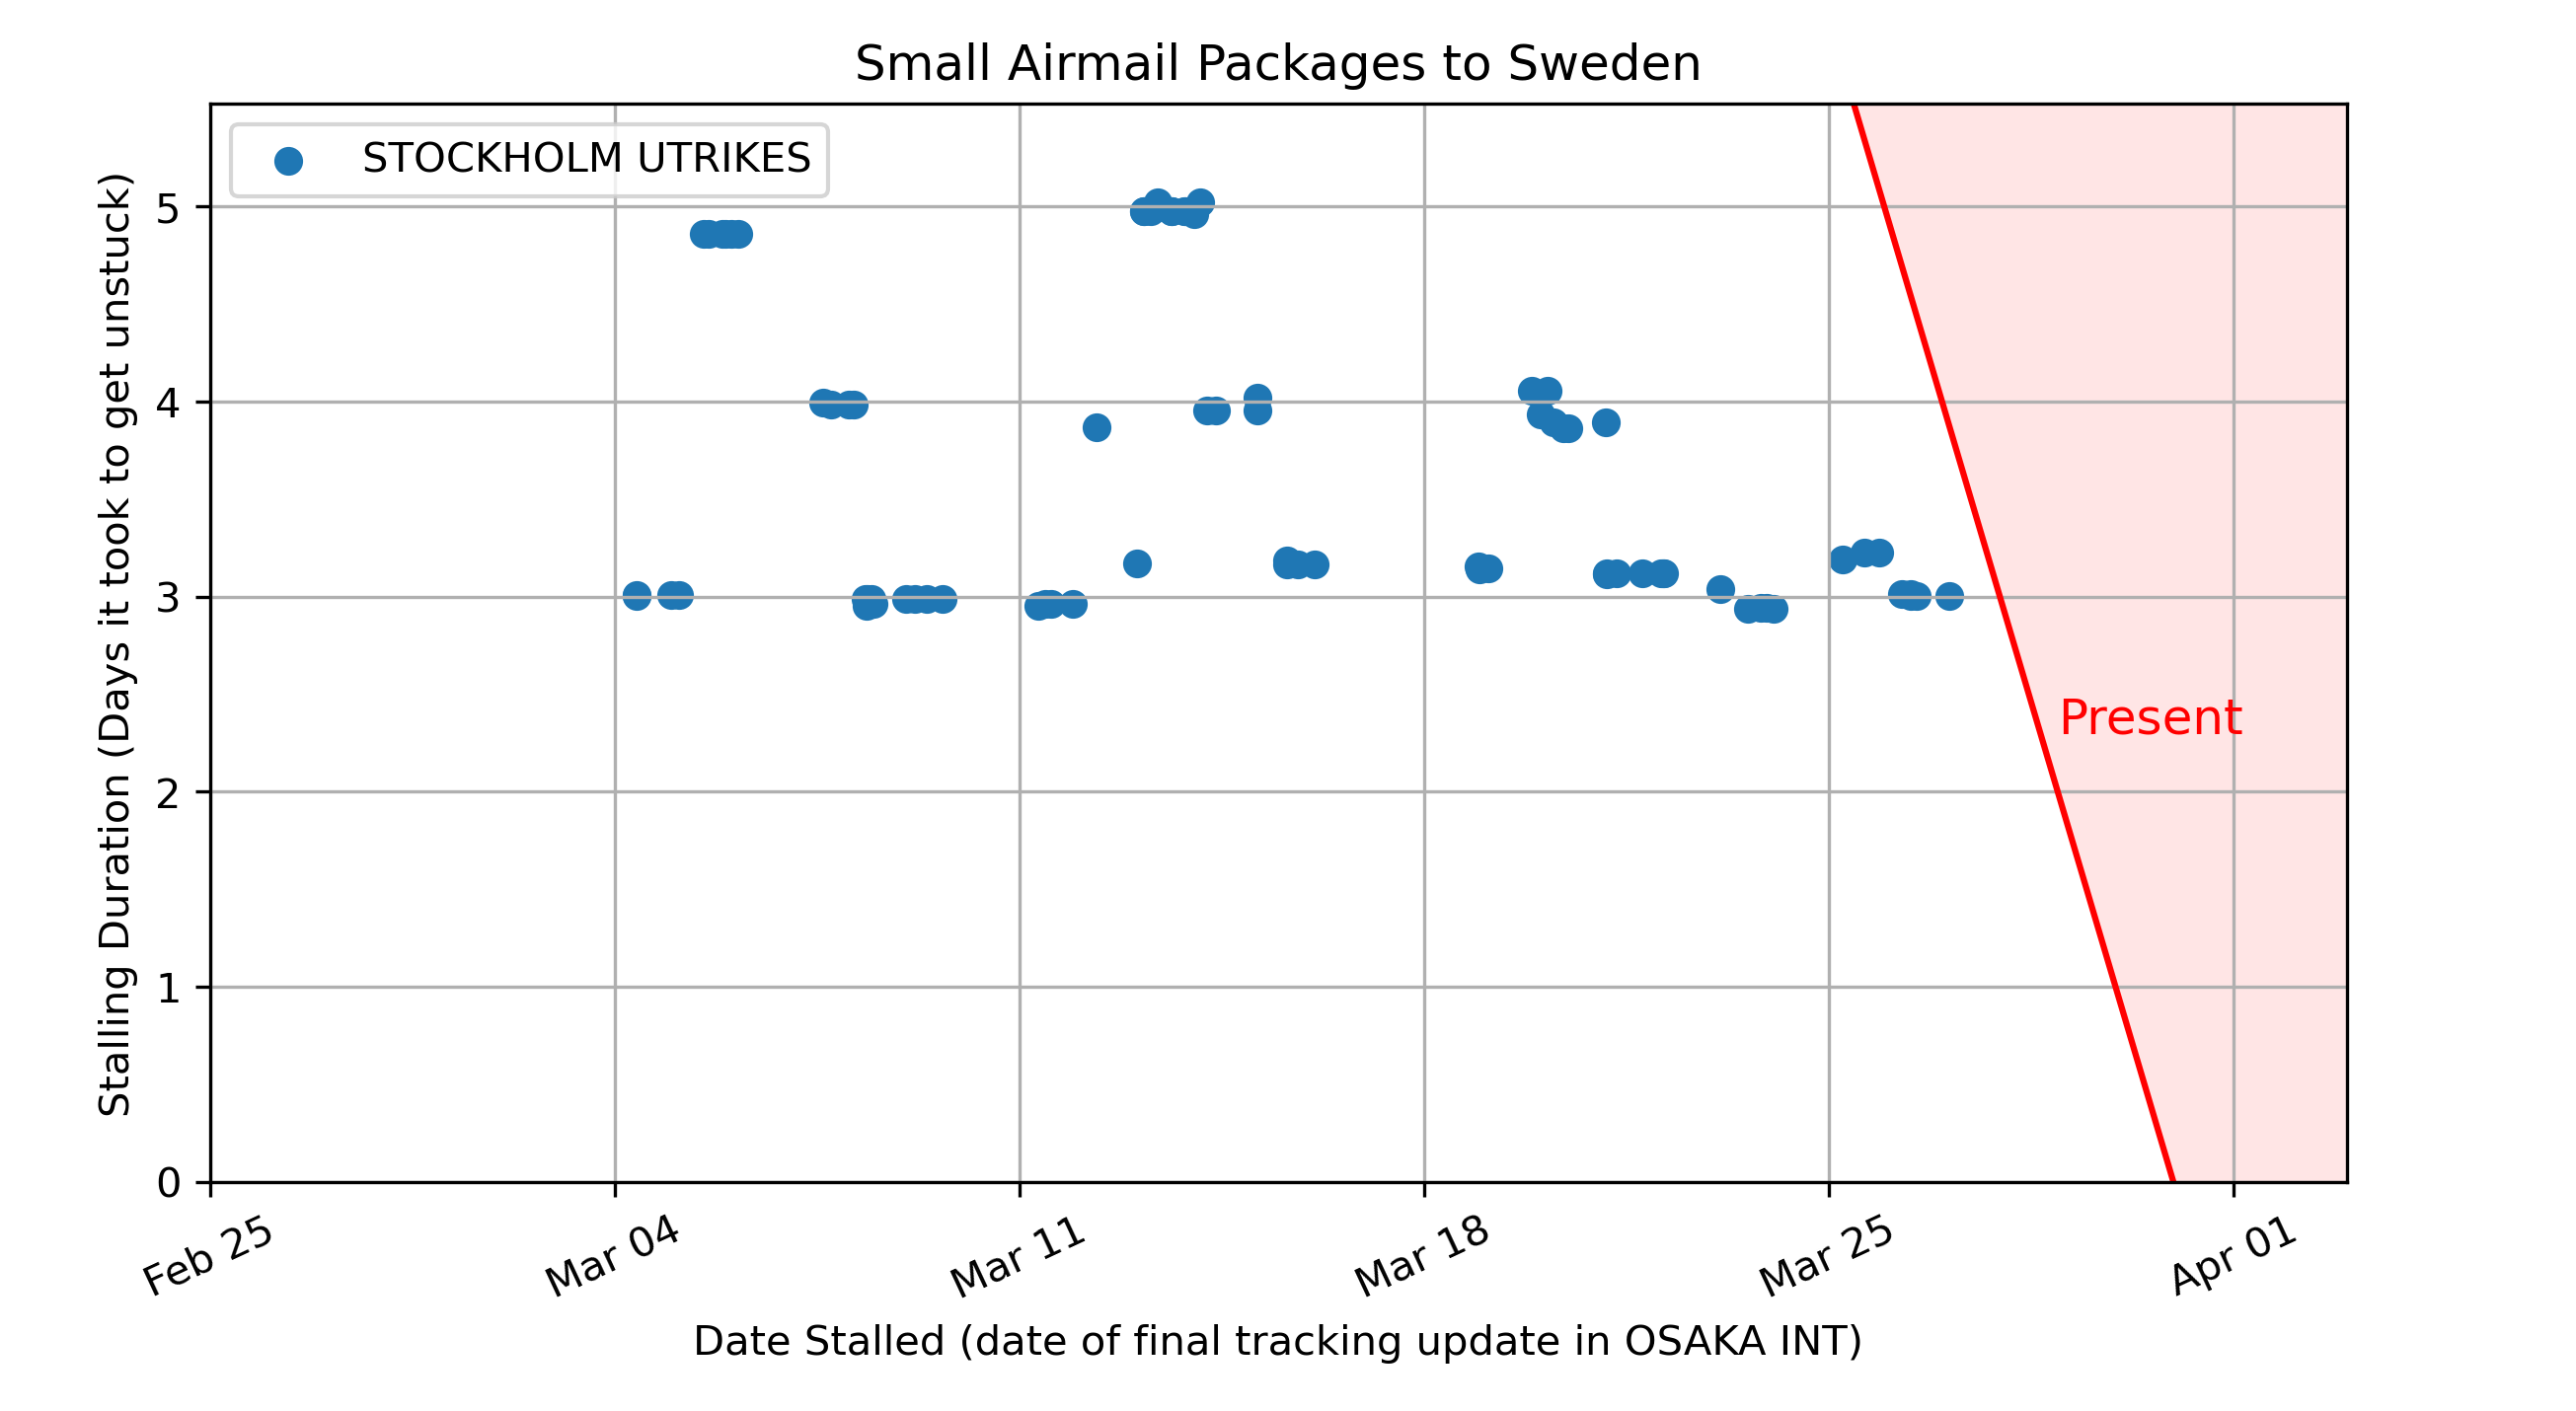 Small Airmail Packages to Sweden
STOCKHOLM UTRIKES
Stalling Duration (Days it took to get unstuck)
5
4
3
2
1
0
Present
Feb 25
Mar 04
Mar 11
Mar 18
Mar 25
Apr 01
Date Stalled (date of final tracking update in OSAKA INT)